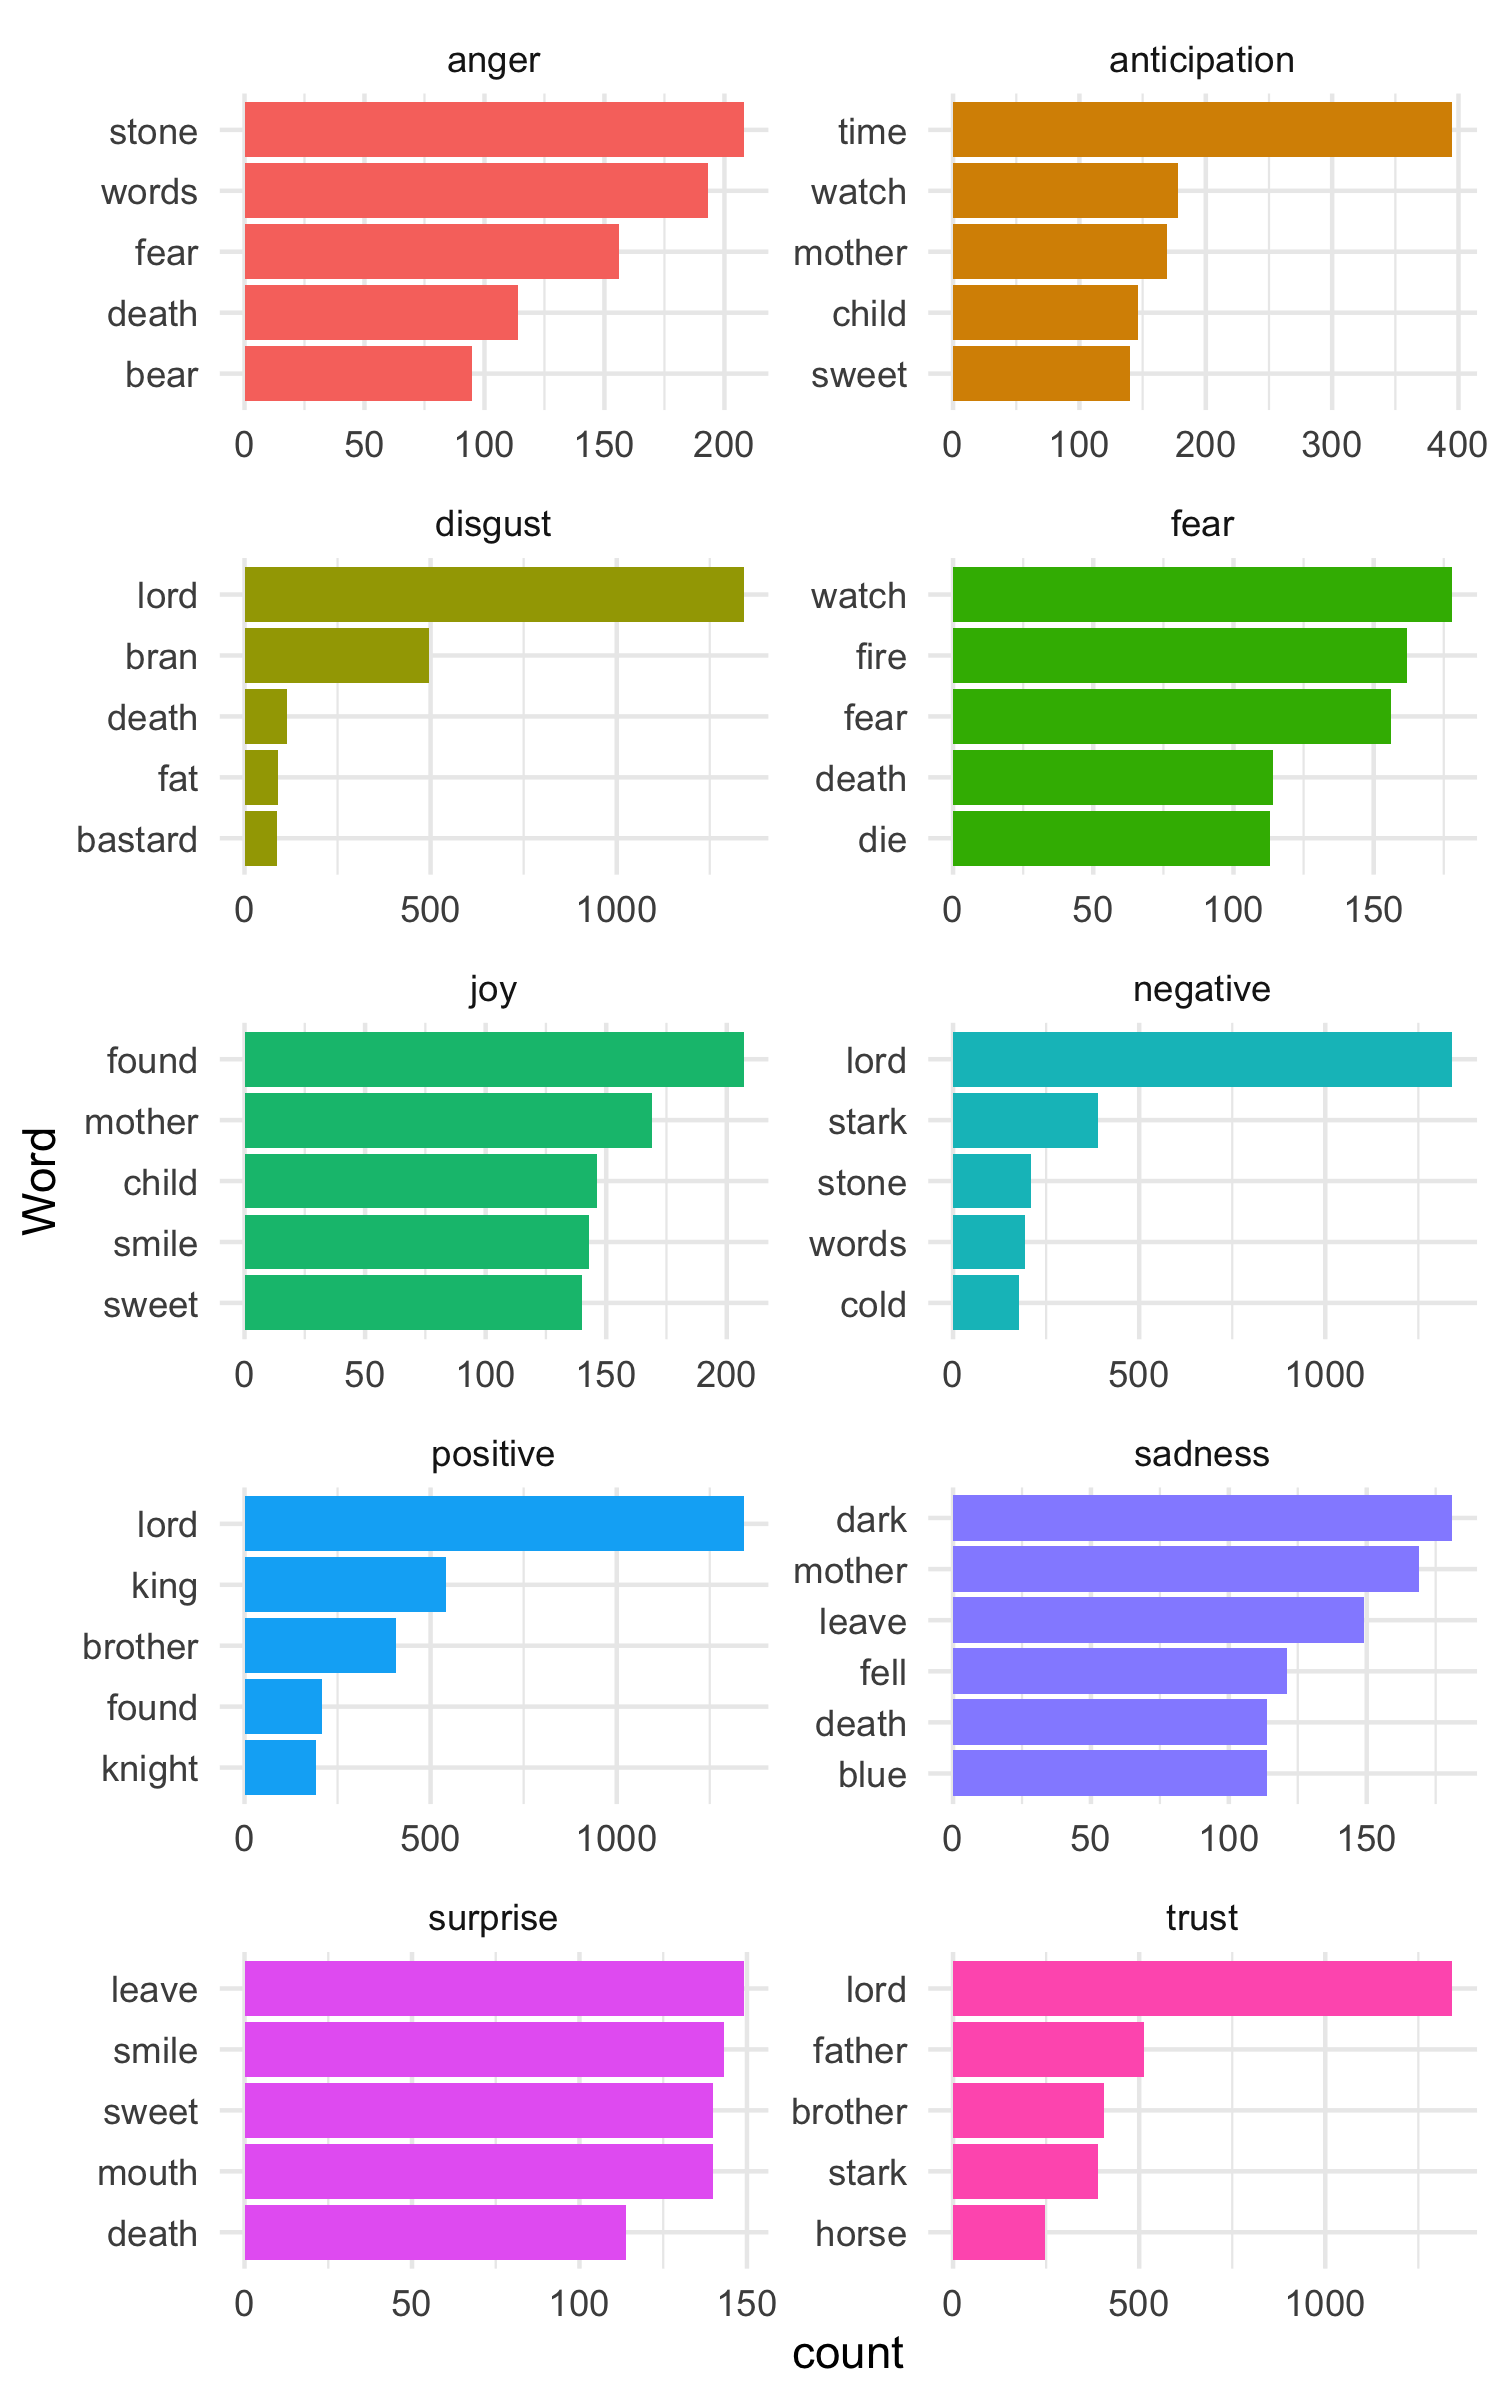 anger
stone
words
fear
death
bear
0 50 100 150 200
anticipation
time
watch
mother
child
sweet
0 100 200 300 400
disgust
lord
bran
death
fat
bastard
0 500 1000
fear
watch
fire
fear
death
die
0 50 100 150
joy
found
mother
child
smile
sweet
0 50 100 150 200
negative
lord
stark
stone
words
cold
0 500 1000
positive
lord
king
brother
found
knight
0 500 1000
sadness
dark
mother
leave
fell
death
blue
0 50 100 150
surprise
leave
smile
sweet
mouth
death
0 50 100 150
trust
lord
father
brother
stark
horse
0 500 1000
Word
count